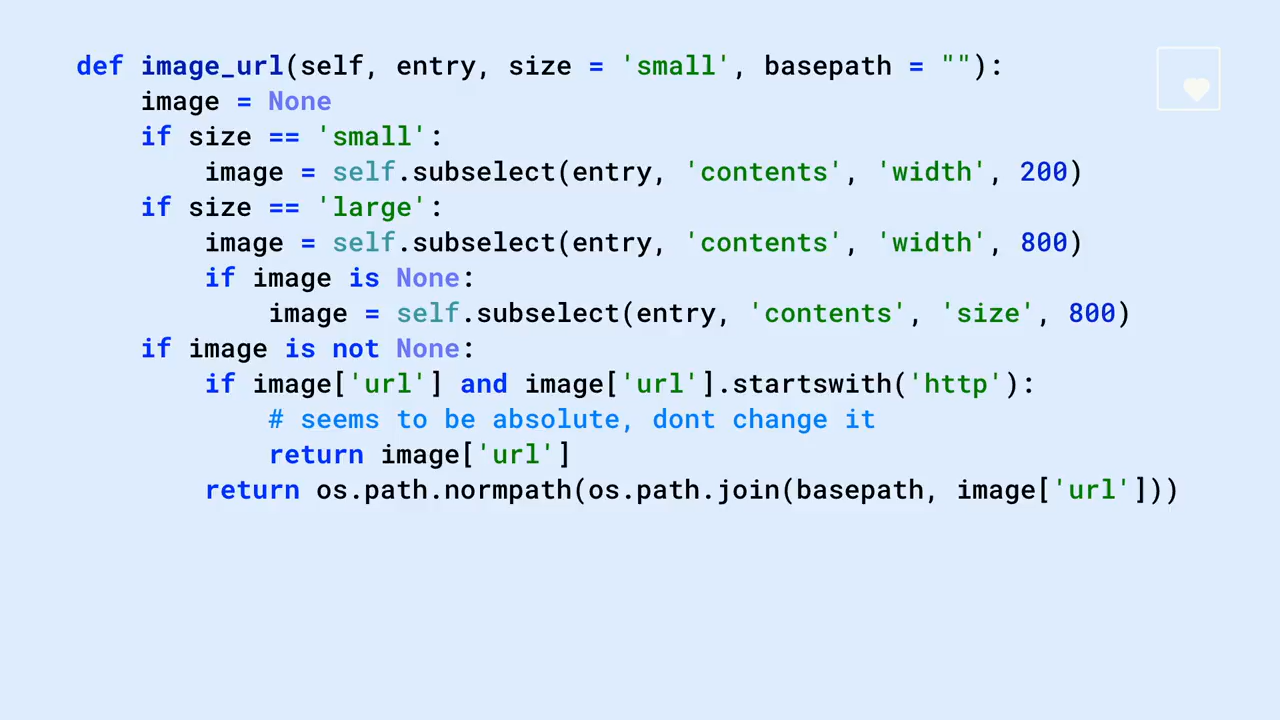 def image_url(self, entry, size = 'small', basepath = ""):
    image = None
    if size == 'small':
        image = self.subselect(entry, 'contents', 'width', 200)
    if size == 'large':
        image = self.subselect(entry, 'contents', 'width', 800)
        if image is None:
            image = self.subselect(entry, 'contents', 'size', 800)
    if image is not None:
        if image['url'] and image['url'].startswith('http'):
            # seems to be absolute, dont change it
            return image['url']
        return os.path.normpath(os.path.join(basepath, image['url']))